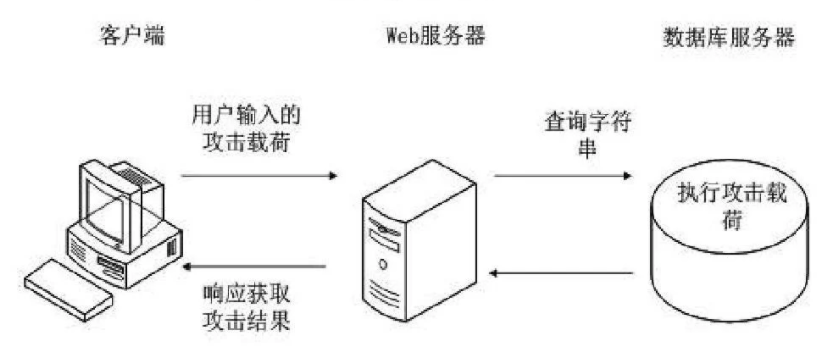 客户端
Web服务器
数据库服务器
用户输入的
攻击载荷
查询字符
串
执行攻击载
荷
响应获取
攻击结果